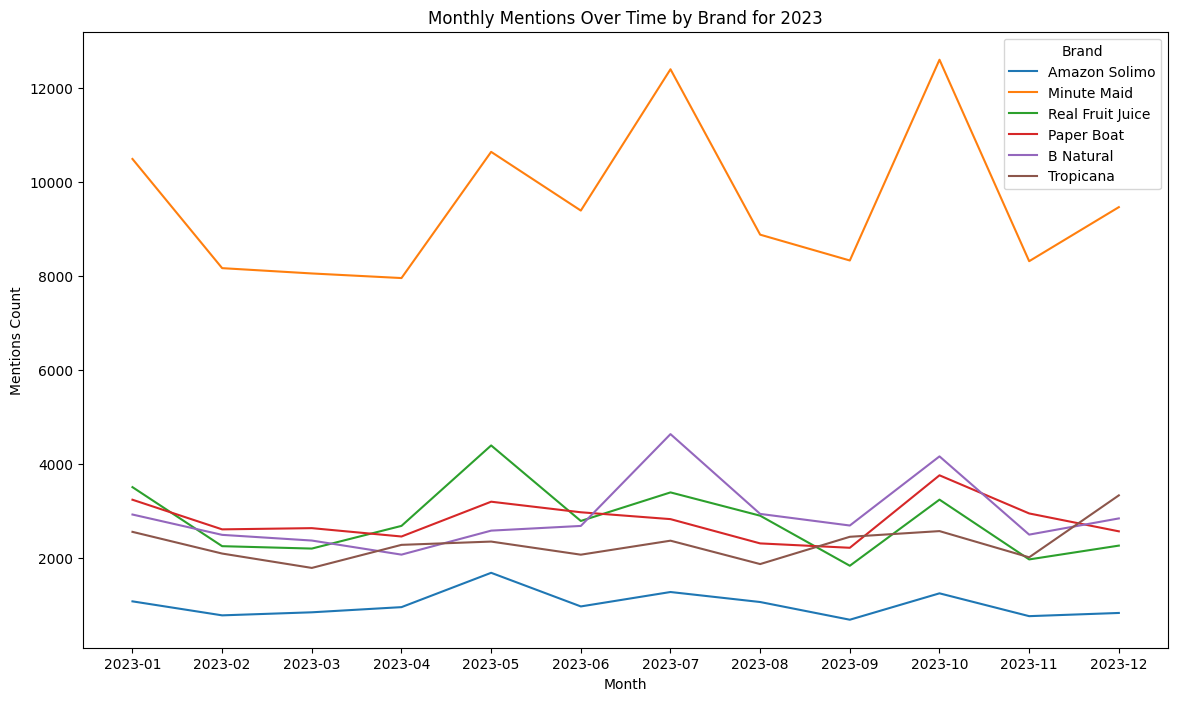 Monthly Mentions Over Time by Brand for 2023
Brand
Amazon Solimo
Minute Maid
Real Fruit Juice
Paper Boat
B Natural
Tropicana
Mentions Count
12000
10000
8000
6000
4000
2000
2023-01 2023-02 2023-03 2023-04 2023-05 2023-06 2023-07 2023-08 2023-09 2023-10 2023-11 2023-12
Month